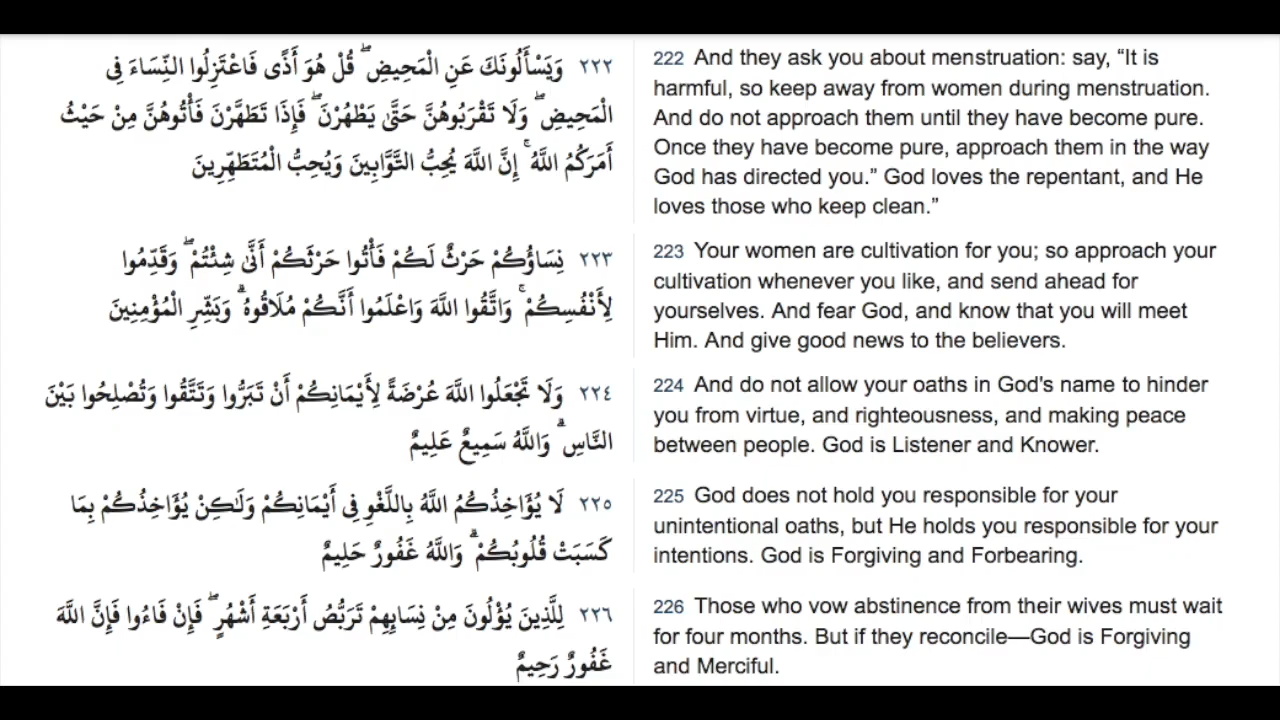 ٢٢٢ وَيَسْأَلُونَكَ عَنِ الْمَحِيضِ ۖ قُلْ هُوَ أَذًى فَاعْتَزِلُوا النِّسَاءَ فِي
الْمَحِيضِ ۖ وَلَا تَقْرَبُوهُنَّ حَتَّىٰ يَطْهُرْنَ ۖ فَإِذَا تَطَهَّرْنَ فَأْتُوهُنَّ مِنْ حَيْثُ
أَمَرَكُمُ اللَّهُ ۚ إِنَّ اللَّهَ يُحِبُّ التَّوَّابِينَ وَيُحِبُّ الْمُتَطَهِّرِينَ
222 And they ask you about menstruation: say, “It is
harmful, so keep away from women during menstruation.
And do not approach them until they have become pure.
Once they have become pure, approach them in the way
God has directed you.” God loves the repentant, and He
loves those who keep clean.”
٢٢٣ نِسَاؤُكُمْ حَرْثٌ لَكُمْ فَأْتُوا حَرْثَكُمْ أَنَّىٰ شِئْتُمْ ۖ وَقَدِّمُوا
لِأَنْفُسِكُمْ ۚ وَاتَّقُوا اللَّهَ وَاعْلَمُوا أَنَّكُمْ مُلَاقُوهُ ۗ وَبَشِّرِ الْمُؤْمِنِينَ
223 Your women are cultivation for you; so approach your
cultivation whenever you like, and send ahead for
yourselves. And fear God, and know that you will meet
Him. And give good news to the believers.
٢٢٤ وَلَا تَجْعَلُوا اللَّهَ عُرْضَةً لِأَيْمَانِكُمْ أَنْ تَبَرُّوا وَتَتَّقُوا وَتُصْلِحُوا بَيْنَ
النَّاسِ ۗ وَاللَّهُ سَمِيعٌ عَلِيمٌ
224 And do not allow your oaths in God's name to hinder
you from virtue, and righteousness, and making peace
between people. God is Listener and Knower.
٢٢٥ لَا يُؤَاخِذُكُمُ اللَّهُ بِاللَّغْوِ فِي أَيْمَانِكُمْ وَلَٰكِنْ يُؤَاخِذُكُمْ بِمَا
كَسَبَتْ قُلُوبُكُمْ ۗ وَاللَّهُ غَفُورٌ حَلِيمٌ
225 God does not hold you responsible for your
unintentional oaths, but He holds you responsible for your
intentions. God is Forgiving and Forbearing.
٢٢٦ لِلَّذِينَ يُؤْلُونَ مِنْ نِسَائِهِمْ تَرَبُّصُ أَرْبَعَةِ أَشْهُرٍ ۖ فَإِنْ فَاءُوا فَإِنَّ اللَّهَ
غَفُورٌ رَحِيمٌ
226 Those who vow abstinence from their wives must wait
for four months. But if they reconcile—God is Forgiving
and Merciful.